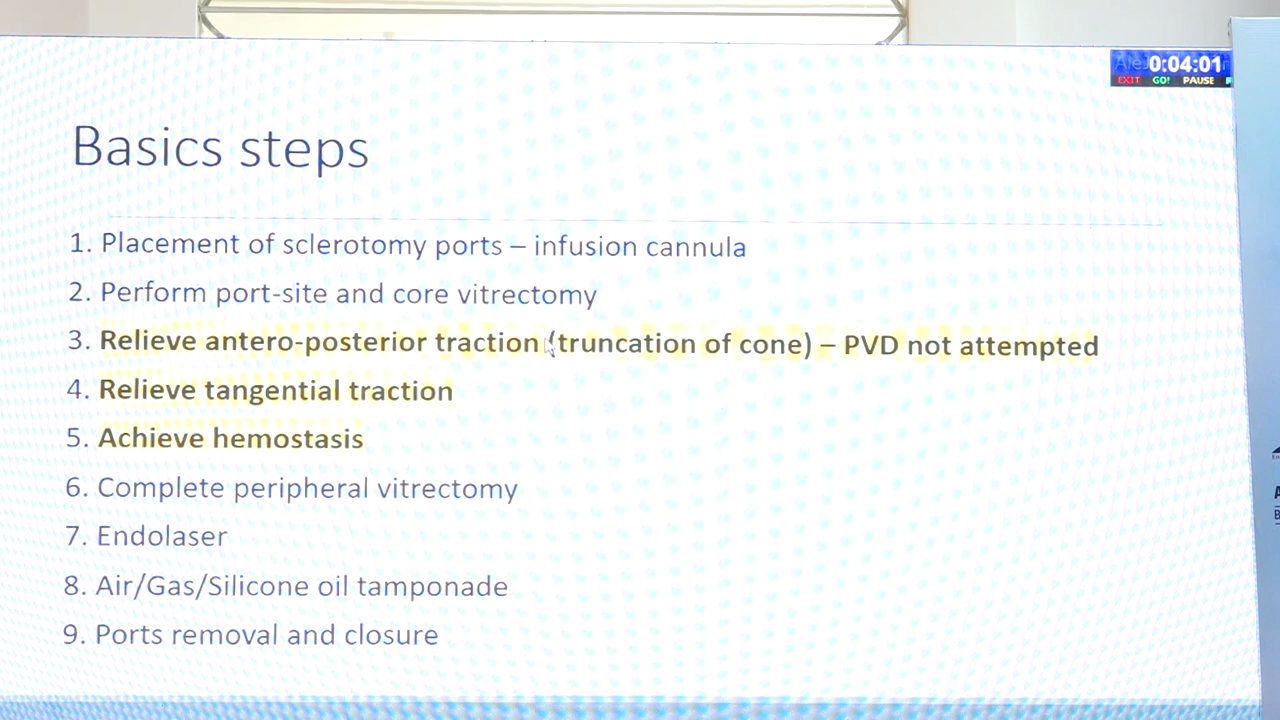 0:04:01
EXIT GO! PAUSE
Basics steps
1. Placement of sclerotomy ports – infusion cannula
2. Perform port-site and core vitrectomy
3. Relieve antero-posterior traction (truncation of cone) – PVD not attempted
4. Relieve tangential traction
5. Achieve hemostasis
6. Complete peripheral vitrectomy
7. Endolaser
8. Air/Gas/Silicone oil tamponade
9. Ports removal and closure